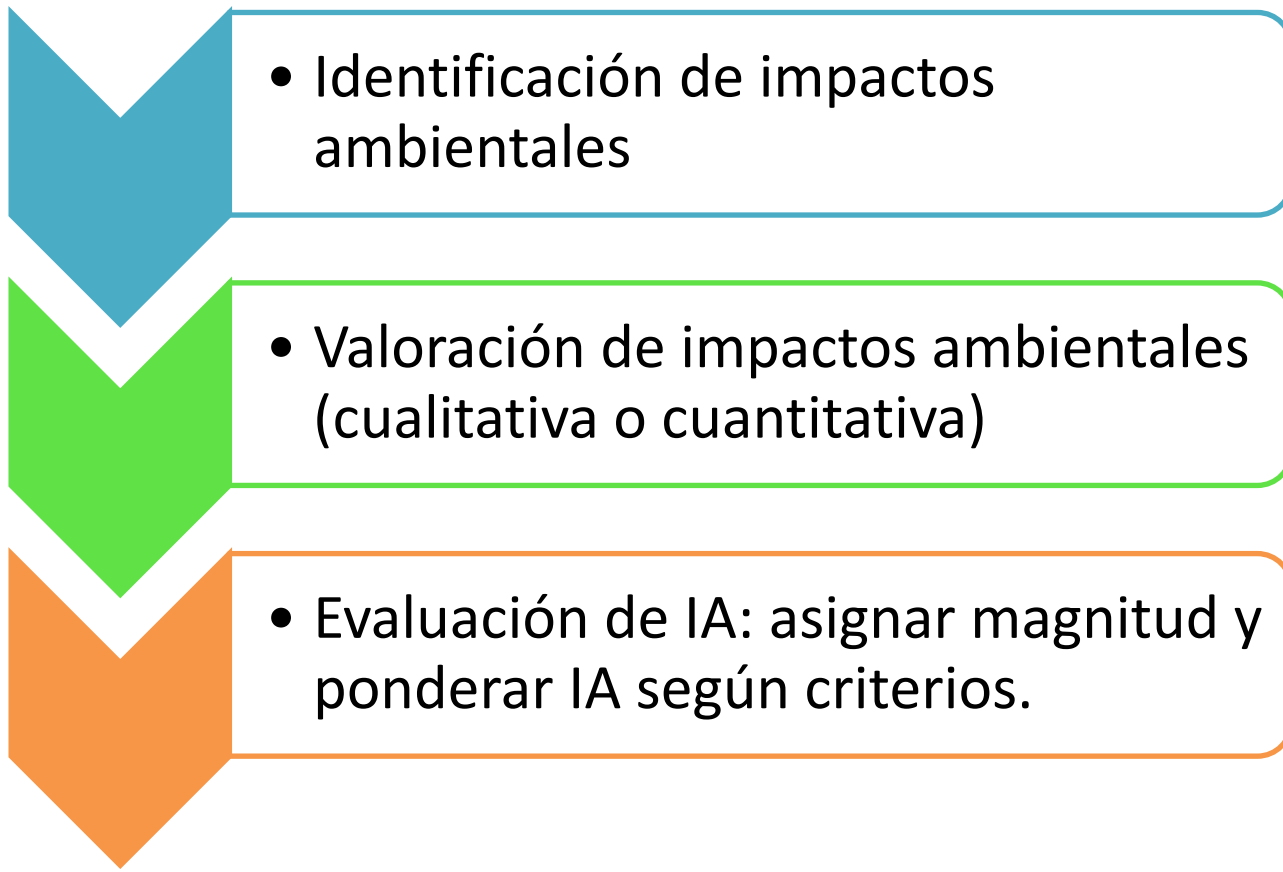 • Identificación de impactos
ambientales
• Valoración de impactos ambientales
(cualitativa o cuantitativa)
• Evaluación de IA: asignar magnitud y
ponderar IA según criterios.